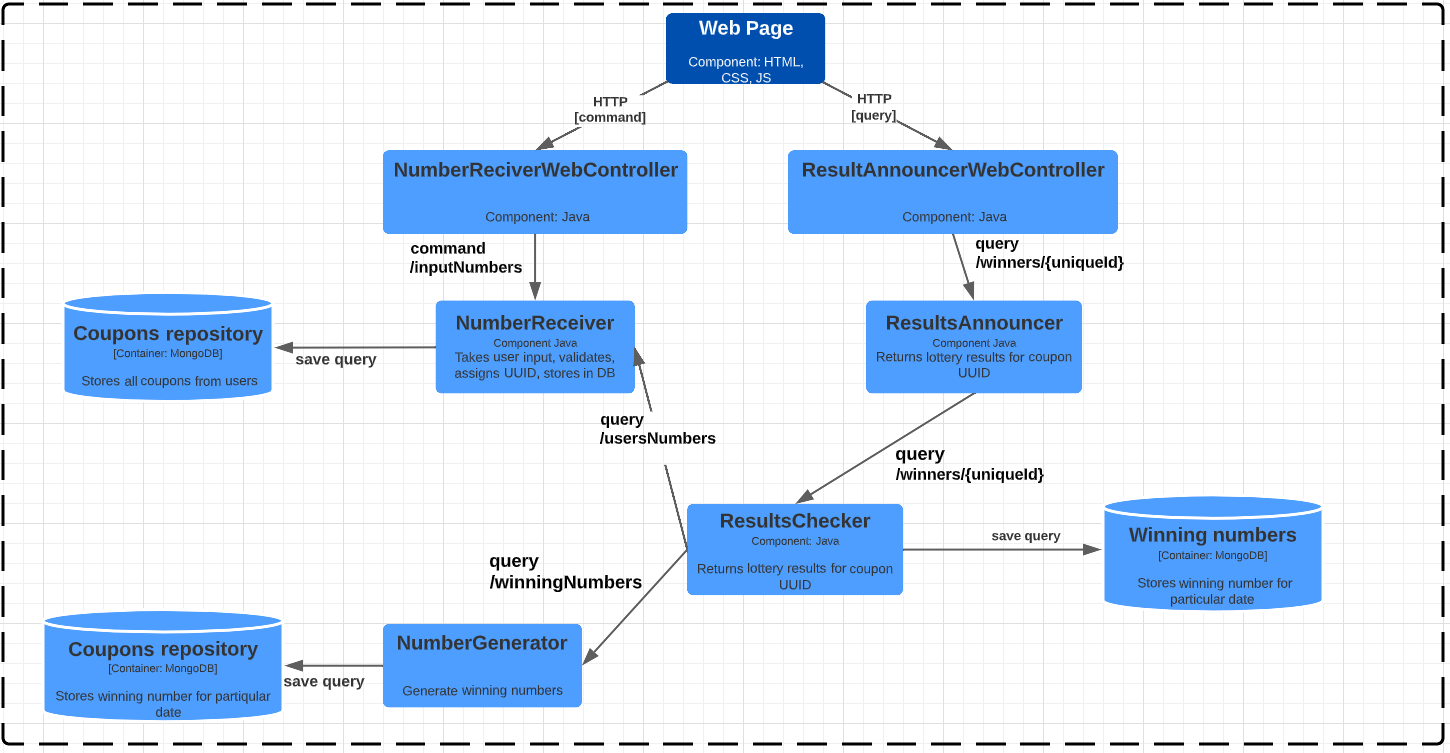 Web Page
Component: HTML,
CSS, JS
HTTP
[command]
HTTP
[query]
NumberReciverWebController
Component: Java
ResultAnnouncerWebController
Component: Java
command
/inputNumbers
query
/winners/{uniqueId}
Coupons repository
[Container: MongoDB]
Stores all coupons from users
save query
NumberReceiver
Component Java
Takes user input, validates,
assigns UUID, stores in DB
ResultsAnnouncer
Component Java
Returns lottery results for coupon
UUID
query
/usersNumbers
query
/winners/{uniqueId}
ResultsChecker
Component: Java
Returns lottery results for coupon
UUID
save query
Winning numbers
[Container: MongoDB]
Stores winning number for
particular date
query
/winningNumbers
Coupons repository
[Container: MongoDB]
Stores winning number for partiqular
date
save query
NumberGenerator
Generate winning numbers